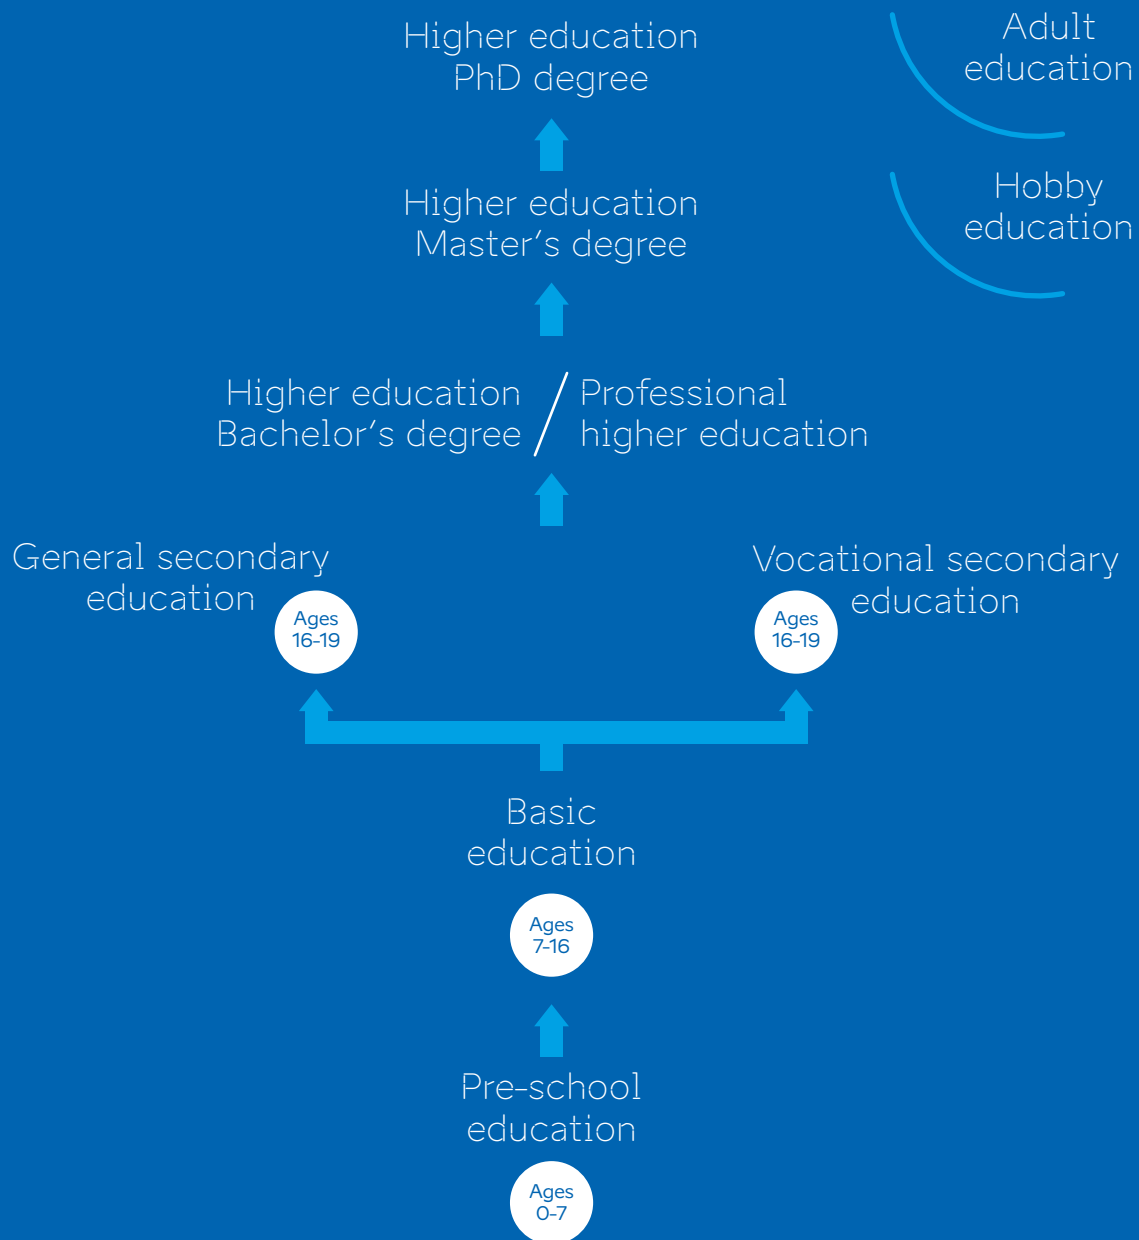 Higher education
PhD degree
Adult
education
Higher education
Master's degree
Hobby
education
Higher education
Bachelor's degree
Professional
higher education
General secondary
education
Ages
16-19
Vocational secondary
education
Ages
16-19
Basic
education
Ages
7-16
Pre-school
education
Ages
0-7